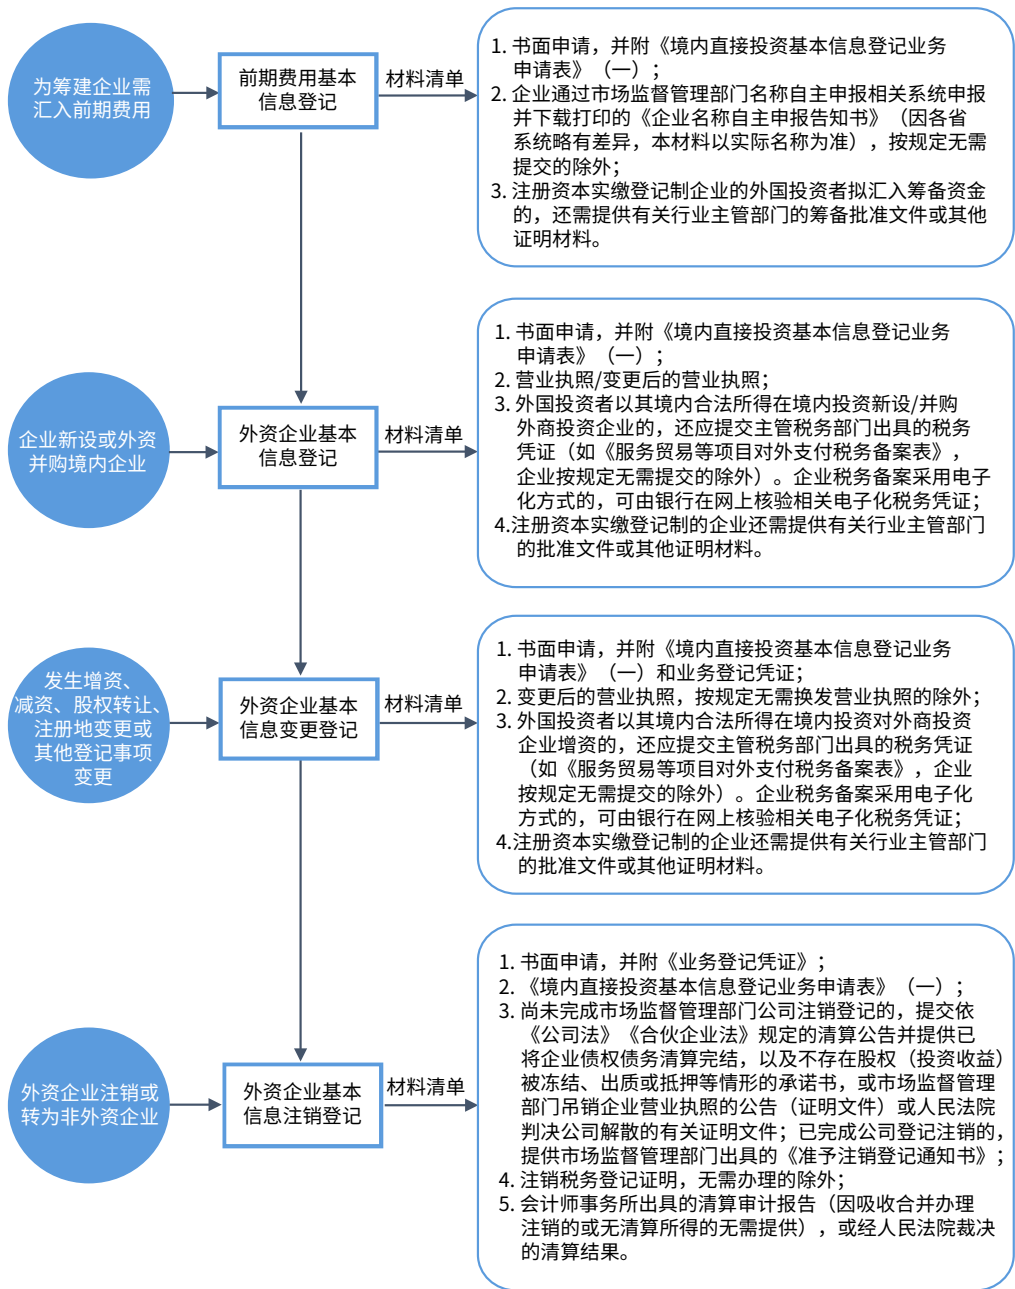 为筹建企业需
汇入前期费用
前期费用基本
信息登记
材料清单
1. 书面申请，并附《境内直接投资基本信息登记业务
申请表》（一）；
2. 企业通过市场监督管理部门名称自主申报相关系统申报
并下载打印的《企业名称自主申报告知书》（因各省
系统略有差异，本材料以实际名称为准），按规定无需
提交的除外；
3. 注册资本实缴登记制企业的外国投资者拟汇入筹备资金
的，还需提供有关行业主管部门的筹备批准文件或其他
证明材料。
企业新设或外资
并购境内企业
外资企业基本
信息登记
材料清单
1. 书面申请，并附《境内直接投资基本信息登记业务
申请表》（一）；
2. 营业执照/变更后的营业执照；
3. 外国投资者以其境内合法所得在境内投资新设/并购
外商投资企业的，还应提交主管税务部门出具的税务
凭证（如《服务贸易等项目对外支付税务备案表》，
企业按规定无需提交的除外）。企业税务备案采用电子
化方式的，可由银行在网上核验相关电子化税务凭证；
4.注册资本实缴登记制的企业还需提供有关行业主管部门
的批准文件或其他证明材料。
发生增资、
减资、股权转让、
注册地变更或
其他登记事项
变更
外资企业基本
信息变更登记
材料清单
1. 书面申请，并附《境内直接投资基本信息登记业务
申请表》（一）和业务登记凭证；
2. 变更后的营业执照，按规定无需换发营业执照的除外；
3. 外国投资者以其境内合法所得在境内投资对外商投资
企业增资的，还应提交主管税务部门出具的税务凭证
（如《服务贸易等项目对外支付税务备案表》，企业
按规定无需提交的除外）。企业税务备案采用电子化
方式的，可由银行在网上核验相关电子化税务凭证；
4.注册资本实缴登记制的企业还需提供有关行业主管部门
的批准文件或其他证明材料。
外资企业注销或
转为非外资企业
外资企业基本
信息注销登记
材料清单
1. 书面申请，并附《业务登记凭证》；
2. 《境内直接投资基本信息登记业务申请表》（一）；
3. 尚未完成市场监督管理部门公司注销登记的，提交依
《公司法》《合伙企业法》规定的清算公告并提供已
将企业债权债务清算完结，以及不存在股权（投资收益）
被冻结、出质或抵押等情形的承诺书，或市场监督管理
部门吊销企业营业执照的公告（证明文件）或人民法院
判决公司解散的有关证明文件；已完成公司登记注销的，
提供市场监督管理部门出具的《准予注销登记通知书》；
4. 注销税务登记证明，无需办理的除外；
5. 会计师事务所出具的清算审计报告（因吸收合并办理
注销的或无清算所得的无需提供），或经人民法院裁决
的清算结果。